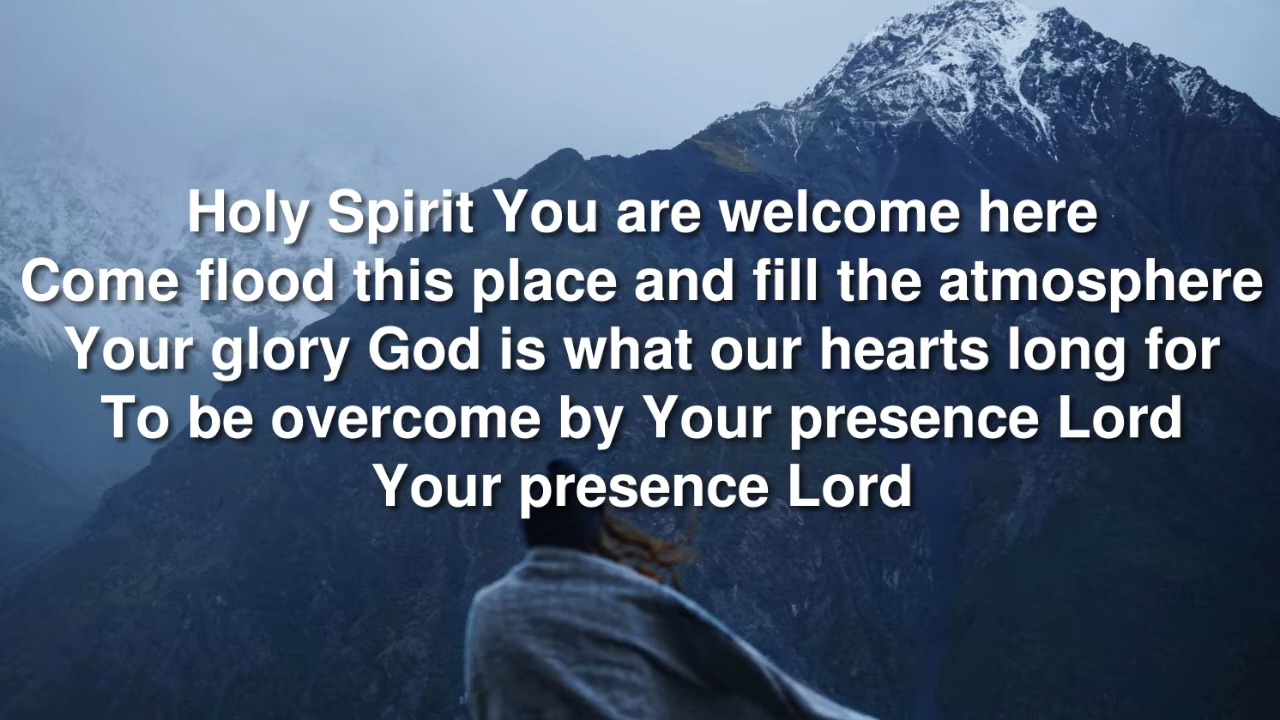 Holy Spirit You are welcome here
Come flood this place and fill the atmosphere
Your glory God is what our hearts long for
To be overcome by Your presence Lord
Your presence Lord